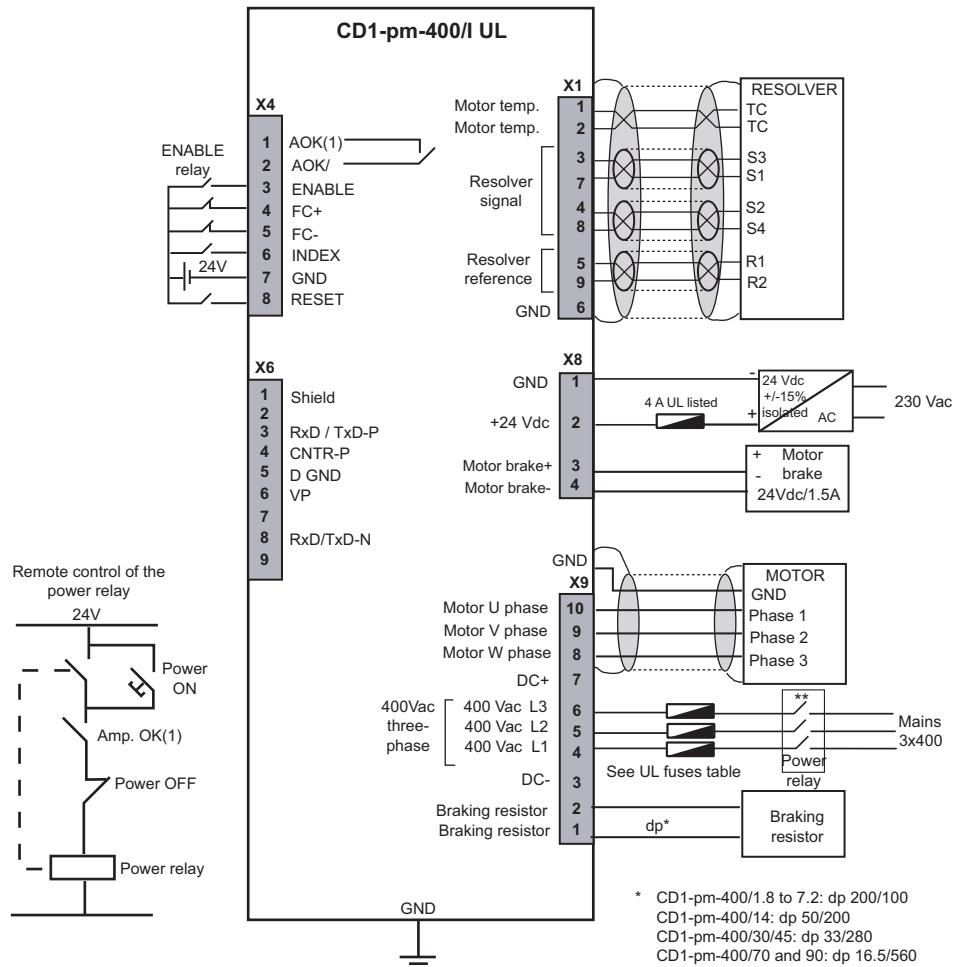 CD1-pm-400/I UL
X4
1 AOK(1)
2 AOK/
3 ENABLE
4 FC+
5 FC-
6 INDEX
7 GND
8 RESET
ENABLE
relay
24V
X6
1 Shield
2
3 RxD / TxD-P
4 CNTR-P
5 D GND
6 VP
7
8 RxD/TxD-N
9
Remote control of the
power relay
24V
Power
ON
Amp. OK(1)
Power OFF
Power relay
X1
Motor temp. 1
Motor temp. 2
3
7
Resolver
signal
4
8
Resolver
reference
5
9
GND 6
RESOLVER
TC
TC
S3
S1
S2
S4
R1
R2
X8
GND 1
+24 Vdc 2
Motor brake+ 3
Motor brake- 4
4 A UL listed
-
+
24 Vdc
+/-15%
isolated
AC
230 Vac
+ Motor
- brake
24Vdc/1.5A
GND
X9
Motor U phase 10
Motor V phase 9
Motor W phase 8
DC+ 7
400Vac
three-
phase
400 Vac L3 6
400 Vac L2 5
400 Vac L1 4
DC- 3
Braking resistor 2
Braking resistor 1
MOTOR
GND
Phase 1
Phase 2
Phase 3
See UL fuses table
**
Power
relay
Mains
3x400
dp*
Braking
resistor
GND
* CD1-pm-400/1.8 to 7.2: dp 200/100
CD1-pm-400/14: dp 50/200
CD1-pm-400/30/45: dp 33/280
CD1-pm-400/70 and 90: dp 16.5/560